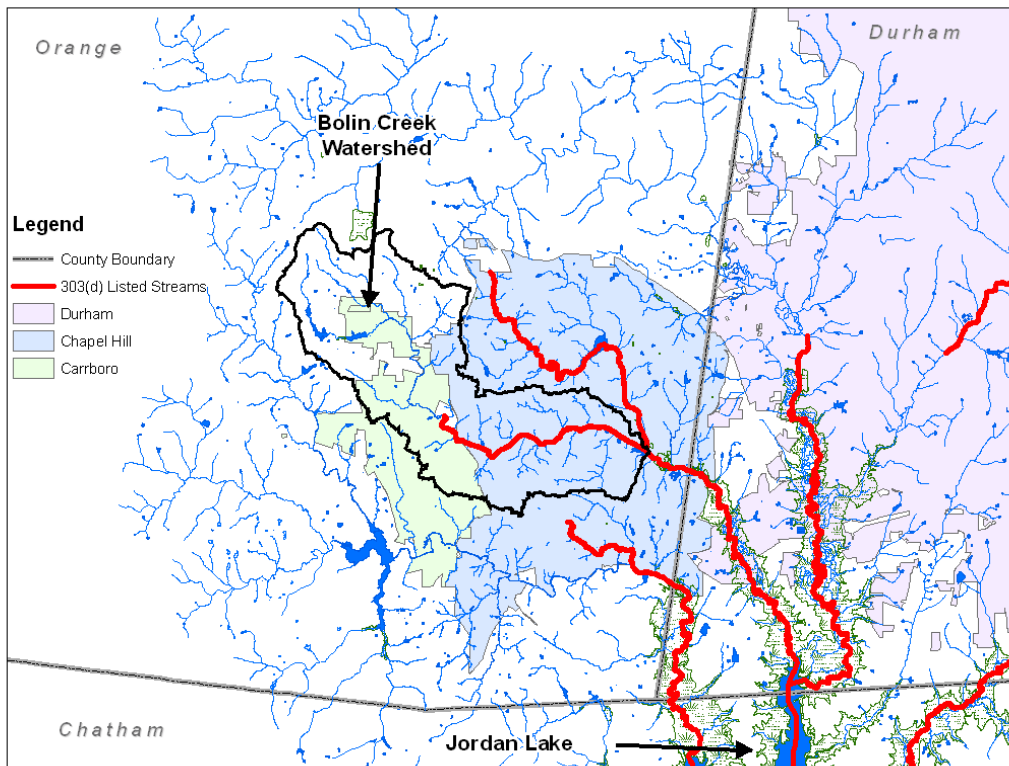 Orange
Durham
Bolin Creek
Watershed
Legend
County Boundary
303(d) Listed Streams
Durham
Chapel Hill
Carrboro
Chatham
Jordan Lake